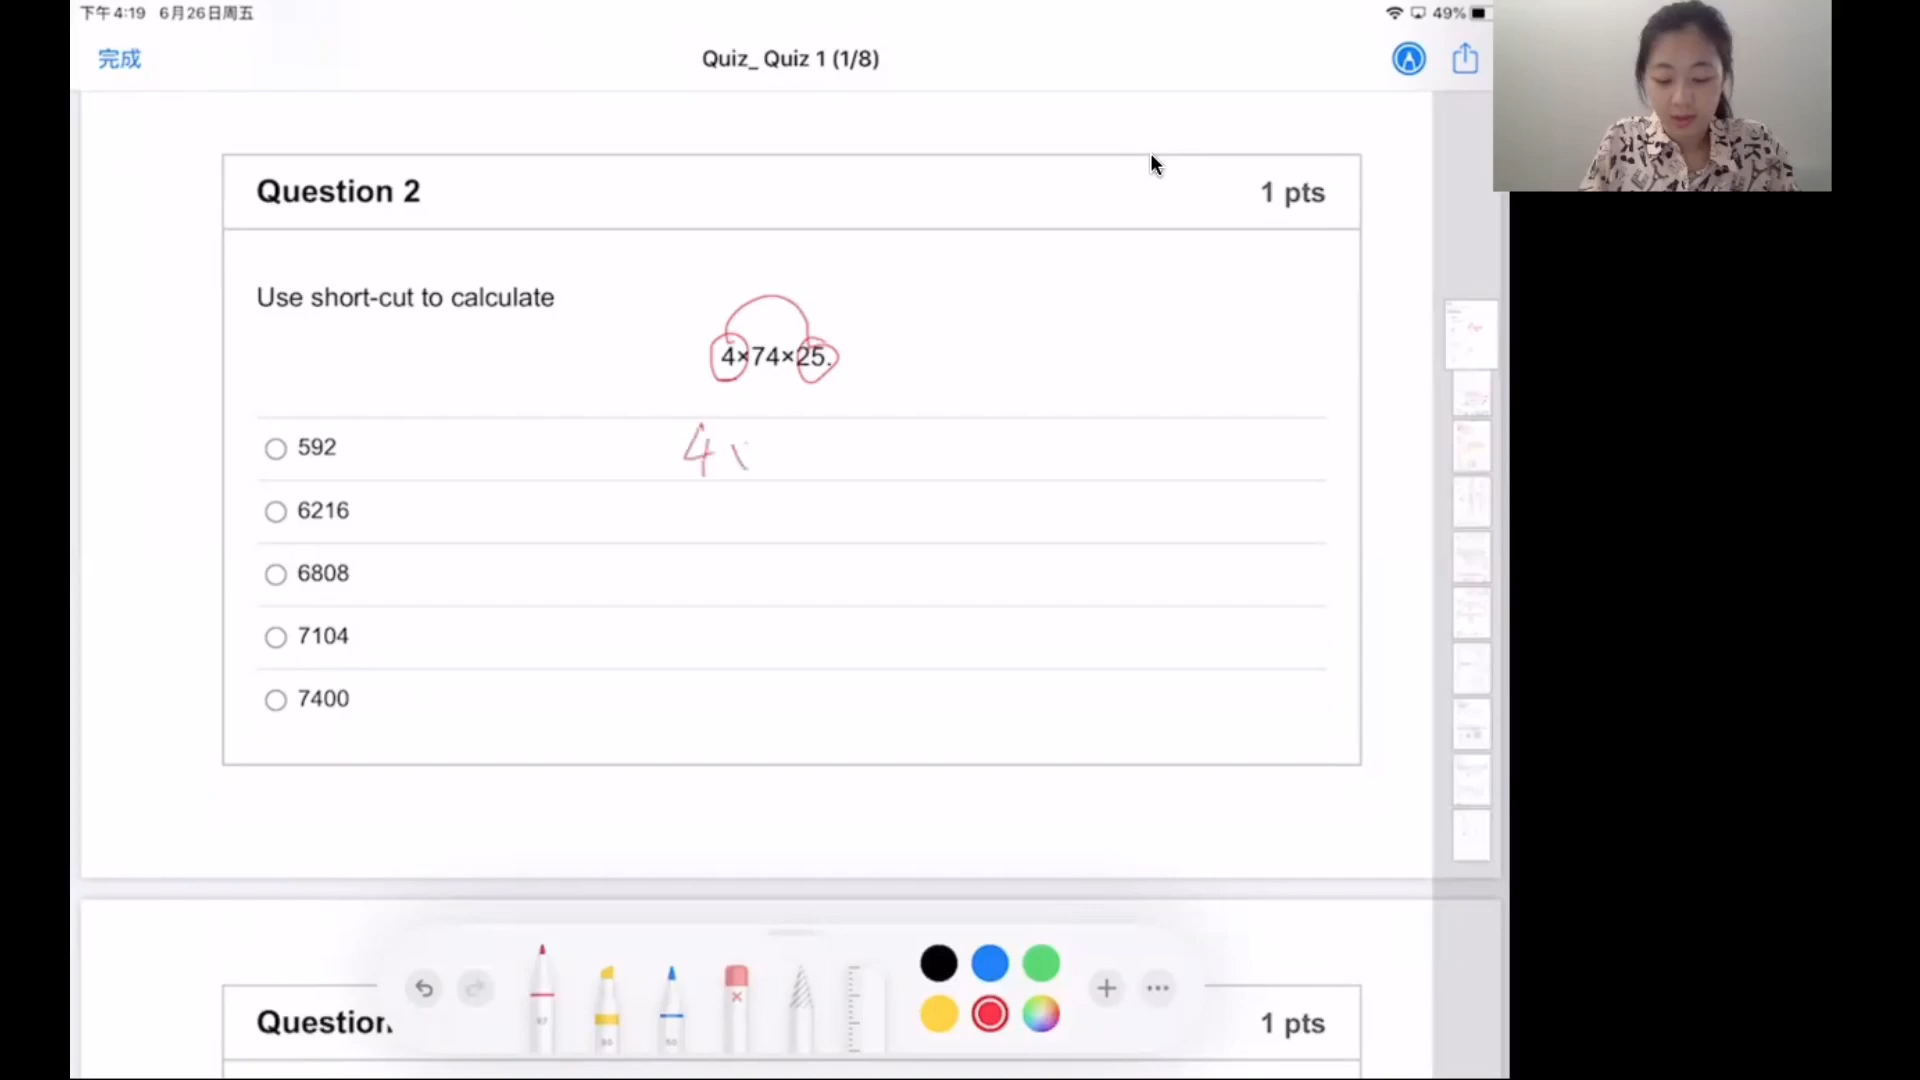 下午4:19 6月26日周五
49%
完成
Quiz_ Quiz 1 (1/8)
Question 2
1 pts
Use short-cut to calculate
4×74×25.
4
592
6216
6808
7104
7400
Question
1 pts